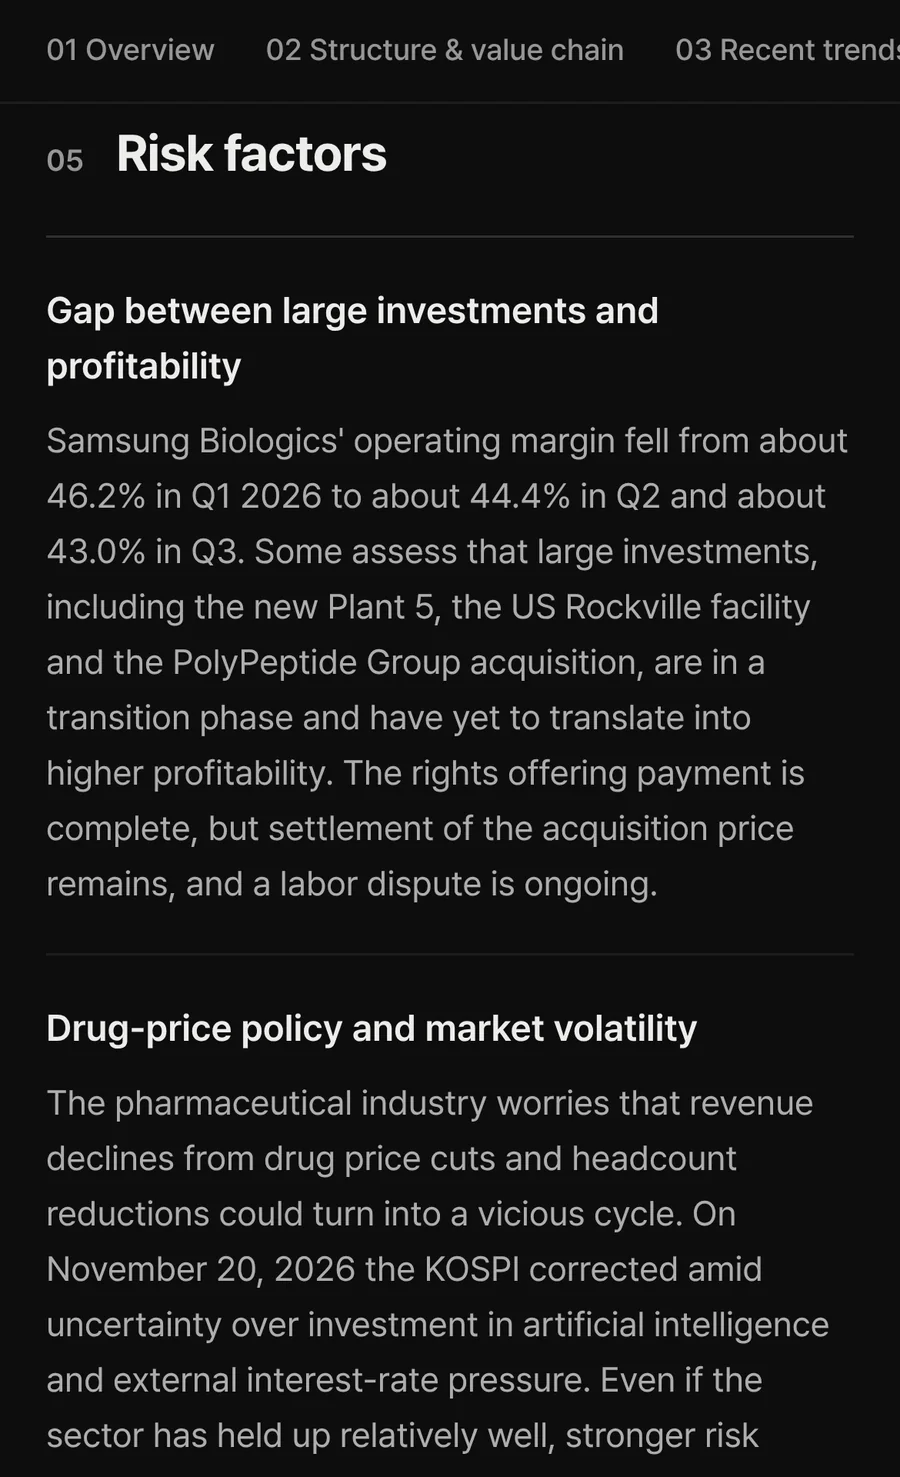 01 Overview 02 Structure & value chain 03 Recent trends
05 Risk factors
Gap between large investments and
profitability
Samsung Biologics' operating margin fell from about
46.2% in Q1 2026 to about 44.4% in Q2 and about
43.0% in Q3. Some assess that large investments,
including the new Plant 5, the US Rockville facility
and the PolyPeptide Group acquisition, are in a
transition phase and have yet to translate into
higher profitability. The rights offering payment is
complete, but settlement of the acquisition price
remains, and a labor dispute is ongoing.
Drug-price policy and market volatility
The pharmaceutical industry worries that revenue
declines from drug price cuts and headcount
reductions could turn into a vicious cycle. On
November 20, 2026 the KOSPI corrected amid
uncertainty over investment in artificial intelligence
and external interest-rate pressure. Even if the
sector has held up relatively well, stronger risk